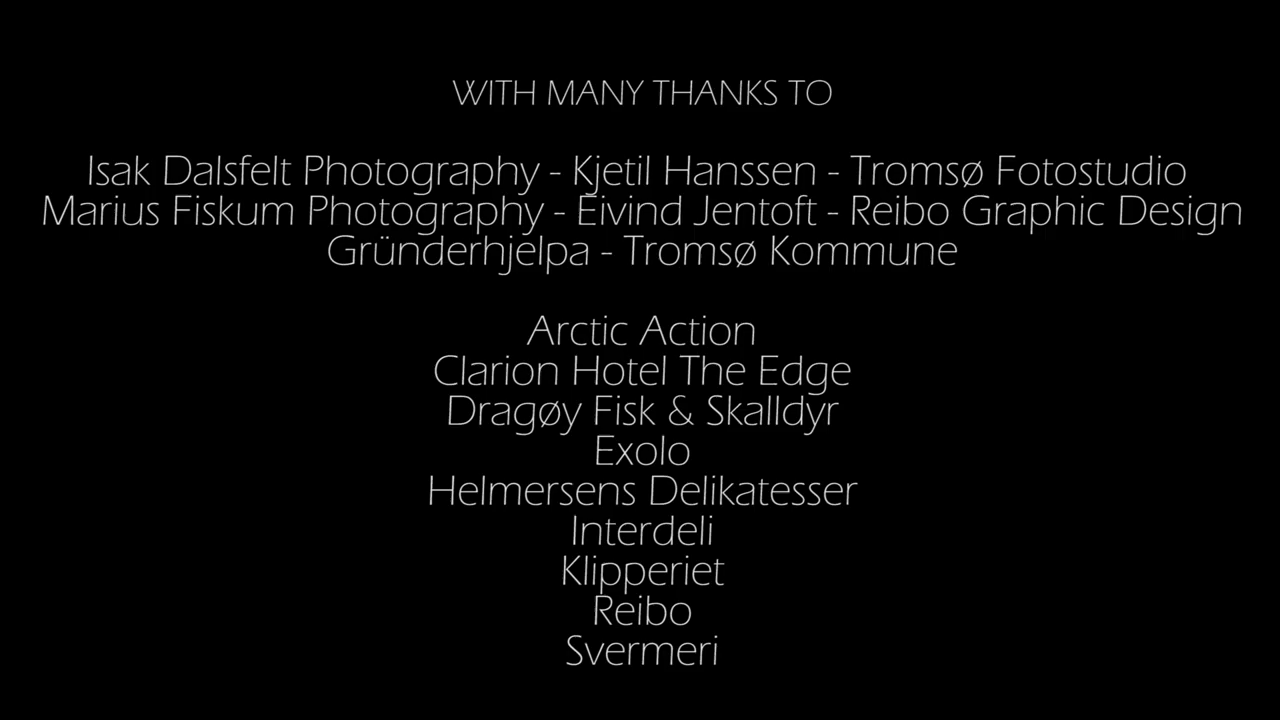 WITH MANY THANKS TO
Isak Dalsfelt Photography - Kjetil Hanssen - Tromsø Fotostudio
Marius Fiskum Photography - Eivind Jentoft - Reibo Graphic Design
Gründerhjelpa - Tromsø Kommune
Arctic Action
Clarion Hotel The Edge
Dragøy Fisk & Skalldyr
Exolo
Helmersens Delikatesser
Interdeli
Klipperiet
Reibo
Svermeri